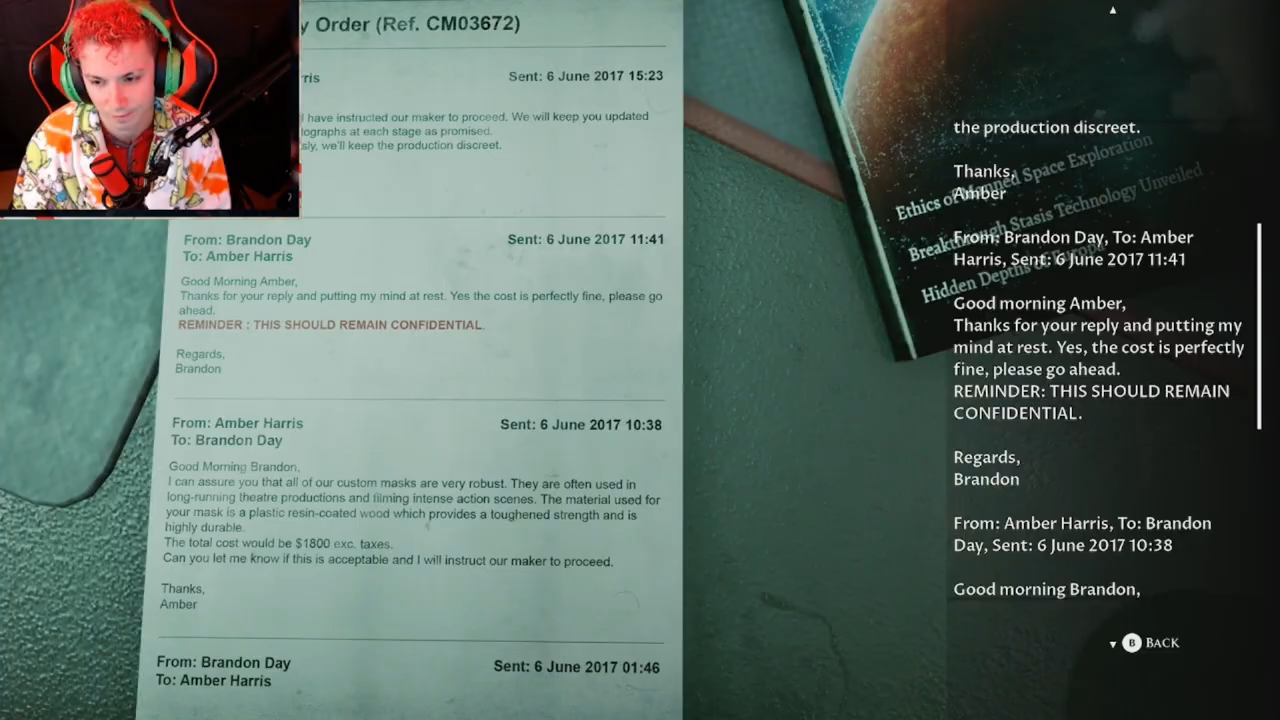 y Order (Ref. CM03672)
ris
Sent: 6 June 2017 15:23
I have instructed our maker to proceed. We will keep you updated
tographs at each stage as promised.
sly, we'll keep the production discreet.
From: Brandon Day
Sent: 6 June 2017 11:41
To: Amber Harris
Good Morning Amber,
Thanks for your reply and putting my mind at rest. Yes the cost is perfectly fine, please go
ahead.
REMINDER : THIS SHOULD REMAIN CONFIDENTIAL.
Regards,
Brandon
From: Amber Harris
Sent: 6 June 2017 10:38
To: Brandon Day
Good Morning Brandon,
I can assure you that all of our custom masks are very robust. They are often used in
long-running theatre productions and filming intense action scenes. The material used for
your mask is a plastic resin-coated wood which provides a toughened strength and is
highly durable.
The total cost would be $1800 exc. taxes.
Can you let me know if this is acceptable and I will instruct our maker to proceed.
Thanks,
Amber
From: Brandon Day
Sent: 6 June 2017 01:46
To: Amber Harris
Ethics of Manned Space Exploration
Breakthrough Stasis Technology Unveiled
Hidden Depths of Europa
the production discreet.
Thanks,
Amber
From: Brandon Day, To: Amber
Harris, Sent: 6 June 2017 11:41
Good morning Amber,
Thanks for your reply and putting my
mind at rest. Yes, the cost is perfectly
fine, please go ahead.
REMINDER: THIS SHOULD REMAIN
CONFIDENTIAL.
Regards,
Brandon
From: Amber Harris, To: Brandon
Day, Sent: 6 June 2017 10:38
Good morning Brandon,
B BACK